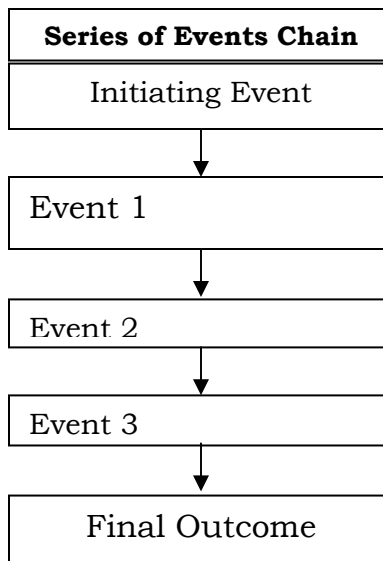 Series of Events Chain
Initiating Event
Event 1
Event 2
Event 3
Final Outcome